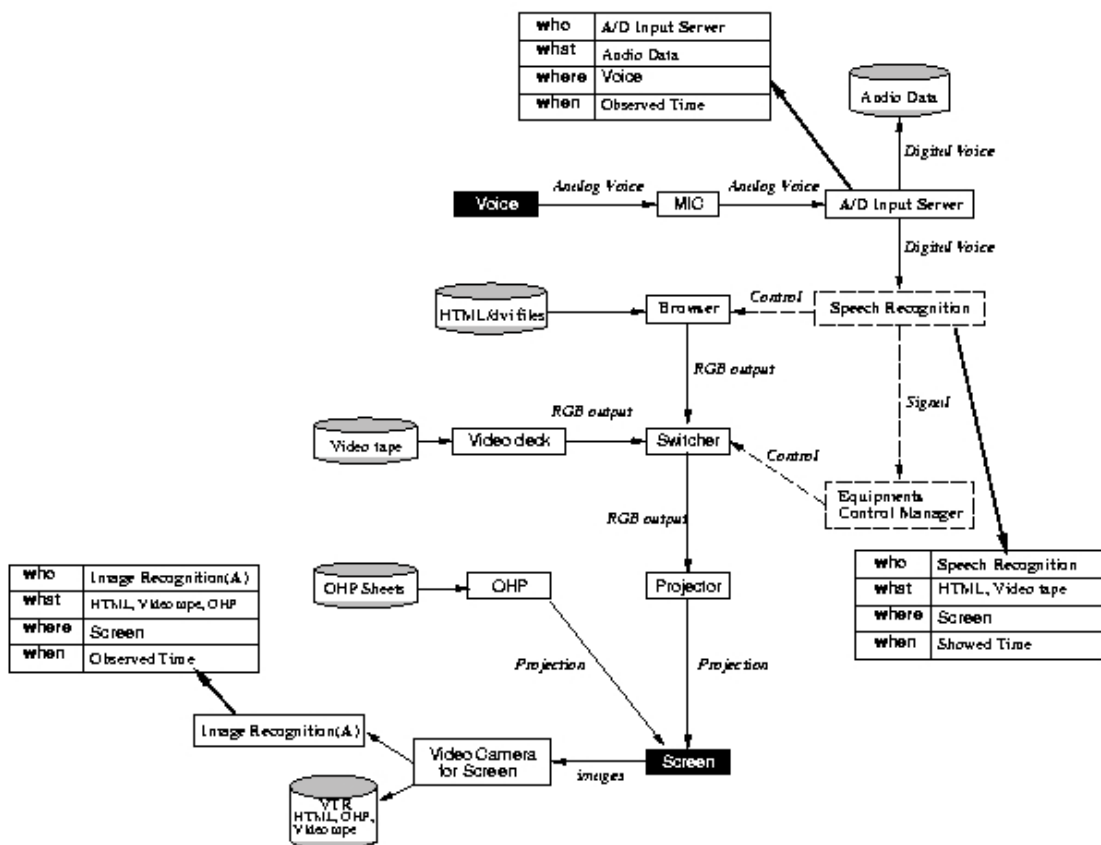 who A/D Input Server
what Audio Data
where Voice
when Observed Time
Audio Data
Digital Voice
Analog Voice
Analog Voice
Voice
MIC
A/D Input Server
Digital Voice
HTML/dvi files
Browser
Control
Speech Recognition
RGB output
Signal
RGB output
Video tape
Video deck
Switcher
Control
Equipments
Control Manager
RGB output
who Image Recognition(A)
what HTML, Video tape, OHP
where Screen
when Observed Time
OHP Sheets
OHP
Projector
who Speech Recognition
what HTML, Video tape
where Screen
when Showed Time
Projection
Projection
Image Recognition(A)
Video Camera
for Screen
images
Screen
VTR
HTML, OHP,
Video tape